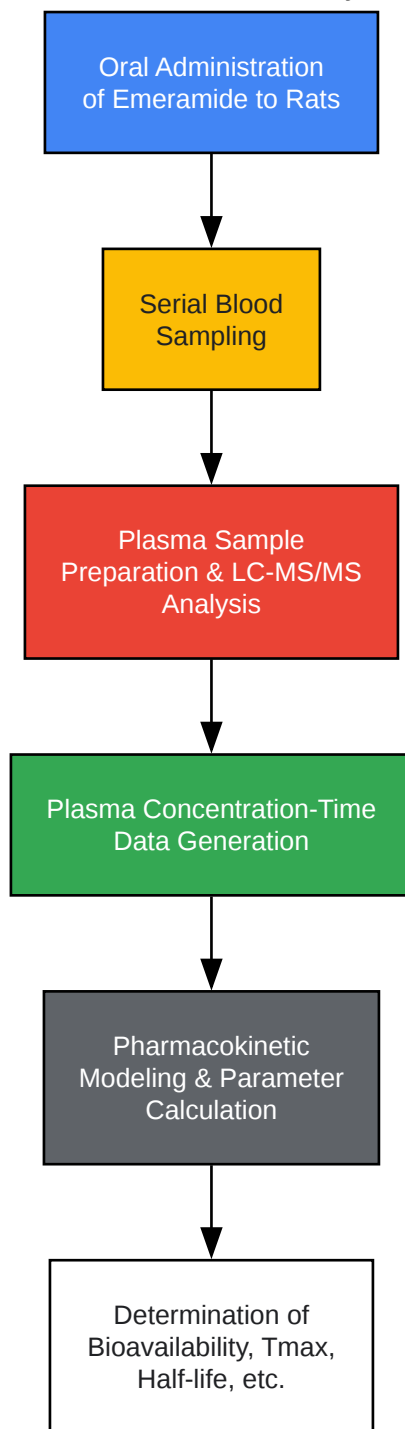 Oral Administration
of Emeramide to Rats
Serial Blood
Sampling
Plasma Sample
Preparation & LC-MS/MS
Analysis
Plasma Concentration-Time
Data Generation
Pharmacokinetic
Modeling & Parameter
Calculation
Determination of
Bioavailability, Tmax,
Half-life, etc.